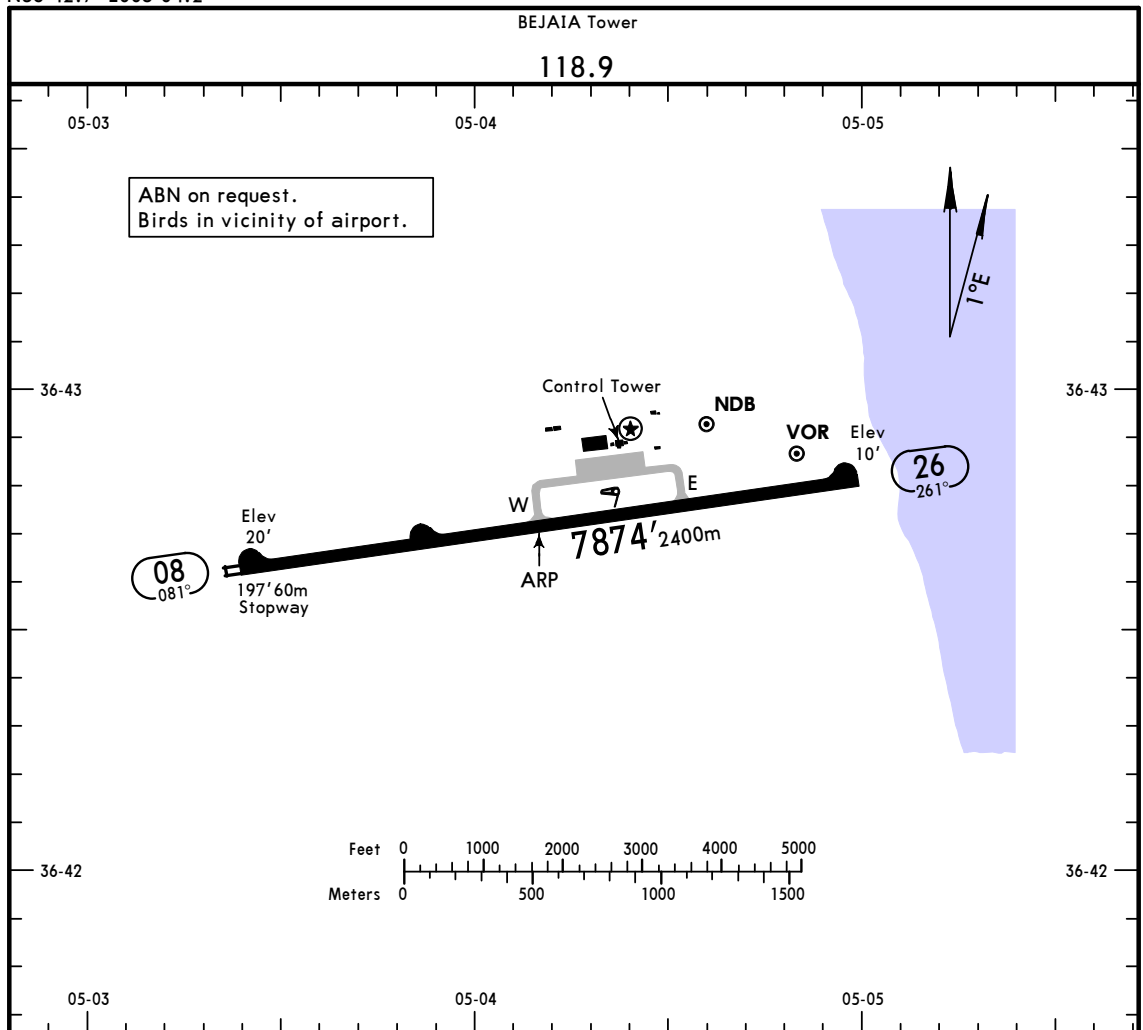 BEJAIA Tower
118.9
05-03
05-04
05-05
ABN on request.
Birds in vicinity of airport.
1°E
36-43
36-43
Control Tower
NDB
VOR
Elev
10'
26
261°
W
E
Elev
20'
7874' 2400m
08
081°
ARP
197' 60m
Stopway
Feet 0 1000 2000 3000 4000 5000
Meters 0 500 1000 1500
36-42
36-42
05-03
05-04
05-05